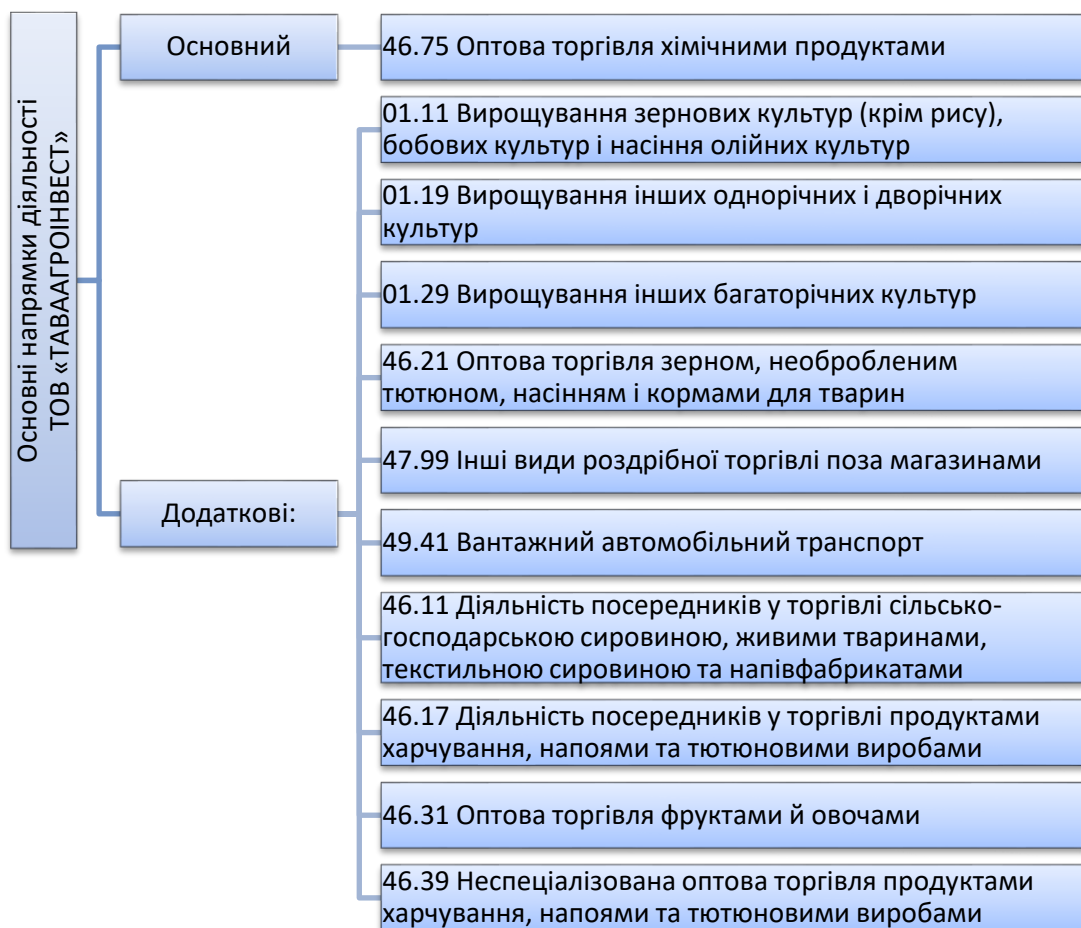 Основні напрямки діяльності
ТОВ «ТАВААГРОІНВЕСТ»
Основний
46.75 Оптова торгівля хімічними продуктами
Додаткові:
01.11 Вирощування зернових культур (крім рису),
бобових культур і насіння олійних культур
01.19 Вирощування інших однорічних і дворічних
культур
01.29 Вирощування інших багаторічних культур
46.21 Оптова торгівля зерном, необробленим
тютюном, насінням і кормами для тварин
47.99 Інші види роздрібної торгівлі поза магазинами
49.41 Вантажний автомобільний транспорт
46.11 Діяльність посередників у торгівлі сільсько-
господарською сировиною, живими тваринами,
текстильною сировиною та напівфабрикатами
46.17 Діяльність посередників у торгівлі продуктами
харчування, напоями та тютюновими виробами
46.31 Оптова торгівля фруктами й овочами
46.39 Неспеціалізована оптова торгівля продуктами
харчування, напоями та тютюновими виробами